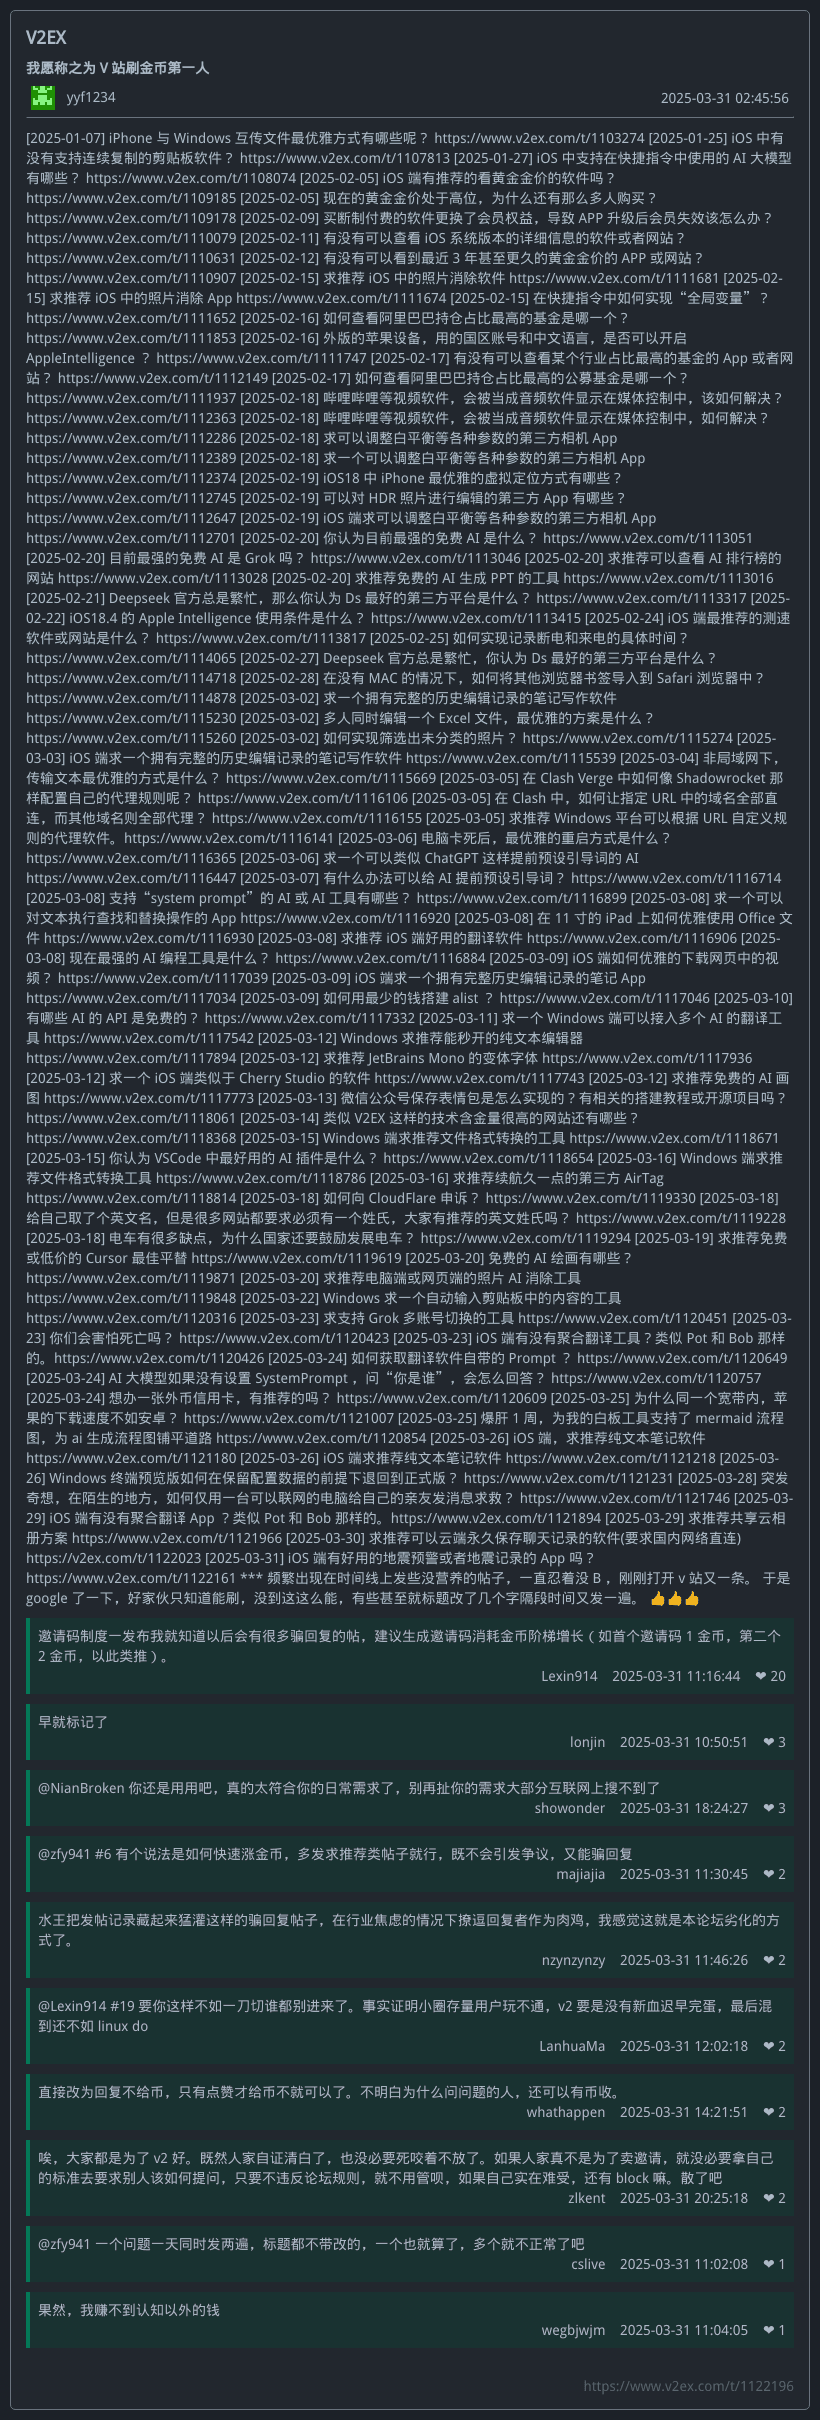 V2EX
我愿称之为 V 站刷金币第一人
yyf1234 2025-03-31 02:45:56
[2025-01-07] iPhone 与 Windows 互传文件最优雅方式有哪些呢？ https://www.v2ex.com/t/1103274 [2025-01-25] iOS 中有
没有支持连续复制的剪贴板软件？ https://www.v2ex.com/t/1107813 [2025-01-27] iOS 中支持在快捷指令中使用的 AI 大模型
有哪些？ https://www.v2ex.com/t/1108074 [2025-02-05] iOS 端有推荐的看黄金金价的软件吗？
https://www.v2ex.com/t/1109185 [2025-02-05] 现在的黄金金价处于高位，为什么还有那么多人购买？
https://www.v2ex.com/t/1109178 [2025-02-09] 买断制付费的软件更换了会员权益，导致 APP 升级后会员失效该怎么办？
https://www.v2ex.com/t/1110079 [2025-02-11] 有没有可以查看 iOS 系统版本的详细信息的软件或者网站？
https://www.v2ex.com/t/1110631 [2025-02-12] 有没有可以看到最近 3 年甚至更久的黄金金价的 APP 或网站？
https://www.v2ex.com/t/1110907 [2025-02-15] 求推荐 iOS 中的照片消除软件 https://www.v2ex.com/t/1111681 [2025-02-
15] 求推荐 iOS 中的照片消除 App https://www.v2ex.com/t/1111674 [2025-02-15] 在快捷指令中如何实现“全局变量”？
https://www.v2ex.com/t/1111652 [2025-02-16] 如何查看阿里巴巴持仓占比最高的基金是哪一个？
https://www.v2ex.com/t/1111853 [2025-02-16] 外版的苹果设备，用的国区账号和中文语言，是否可以开启
AppleIntelligence ？ https://www.v2ex.com/t/1111747 [2025-02-17] 有没有可以查看某个行业占比最高的基金的 App 或者网
站？ https://www.v2ex.com/t/1112149 [2025-02-17] 如何查看阿里巴巴持仓占比最高的公募基金是哪一个？
https://www.v2ex.com/t/1111937 [2025-02-18] 哔哩哔哩等视频软件，会被当成音频软件显示在媒体控制中，该如何解决？
https://www.v2ex.com/t/1112363 [2025-02-18] 哔哩哔哩等视频软件，会被当成音频软件显示在媒体控制中，如何解决？
https://www.v2ex.com/t/1112286 [2025-02-18] 求可以调整白平衡等各种参数的第三方相机 App
https://www.v2ex.com/t/1112389 [2025-02-18] 求一个可以调整白平衡等各种参数的第三方相机 App
https://www.v2ex.com/t/1112374 [2025-02-19] iOS18 中 iPhone 最优雅的虚拟定位方式有哪些？
https://www.v2ex.com/t/1112745 [2025-02-19] 可以对 HDR 照片进行编辑的第三方 App 有哪些？
https://www.v2ex.com/t/1112647 [2025-02-19] iOS 端求可以调整白平衡等各种参数的第三方相机 App
https://www.v2ex.com/t/1112701 [2025-02-20] 你认为目前最强的免费 AI 是什么？ https://www.v2ex.com/t/1113051
[2025-02-20] 目前最强的免费 AI 是 Grok 吗？ https://www.v2ex.com/t/1113046 [2025-02-20] 求推荐可以查看 AI 排行榜的
网站 https://www.v2ex.com/t/1113028 [2025-02-20] 求推荐免费的 AI 生成 PPT 的工具 https://www.v2ex.com/t/1113016
[2025-02-21] Deepseek 官方总是繁忙，那么你认为 Ds 最好的第三方平台是什么？ https://www.v2ex.com/t/1113317 [2025-
02-22] iOS18.4 的 Apple Intelligence 使用条件是什么？ https://www.v2ex.com/t/1113415 [2025-02-24] iOS 端最推荐的测速
软件或网站是什么？ https://www.v2ex.com/t/1113817 [2025-02-25] 如何实现记录断电和来电的具体时间？
https://www.v2ex.com/t/1114065 [2025-02-27] Deepseek 官方总是繁忙，你认为 Ds 最好的第三方平台是什么？
https://www.v2ex.com/t/1114718 [2025-02-28] 在没有 MAC 的情况下，如何将其他浏览器书签导入到 Safari 浏览器中？
https://www.v2ex.com/t/1114878 [2025-03-02] 求一个拥有完整的历史编辑记录的笔记写作软件
https://www.v2ex.com/t/1115230 [2025-03-02] 多人同时编辑一个 Excel 文件，最优雅的方案是什么？
https://www.v2ex.com/t/1115260 [2025-03-02] 如何实现筛选出未分类的照片？ https://www.v2ex.com/t/1115274 [2025-
03-03] iOS 端求一个拥有完整的历史编辑记录的笔记写作软件 https://www.v2ex.com/t/1115539 [2025-03-04] 非局域网下，
传输文本最优雅的方式是什么？ https://www.v2ex.com/t/1115669 [2025-03-05] 在 Clash Verge 中如何像 Shadowrocket 那
样配置自己的代理规则呢？ https://www.v2ex.com/t/1116106 [2025-03-05] 在 Clash 中，如何让指定 URL 中的域名全部直
连，而其他域名则全部代理？ https://www.v2ex.com/t/1116155 [2025-03-05] 求推荐 Windows 平台可以根据 URL 自定义规
则的代理软件。https://www.v2ex.com/t/1116141 [2025-03-06] 电脑卡死后，最优雅的重启方式是什么？
https://www.v2ex.com/t/1116365 [2025-03-06] 求一个可以类似 ChatGPT 这样提前预设引导词的 AI
https://www.v2ex.com/t/1116447 [2025-03-07] 有什么办法可以给 AI 提前预设引导词？ https://www.v2ex.com/t/1116714
[2025-03-08] 支持“system prompt”的 AI 或 AI 工具有哪些？ https://www.v2ex.com/t/1116899 [2025-03-08] 求一个可以
对文本执行查找和替换操作的 App https://www.v2ex.com/t/1116920 [2025-03-08] 在 11 寸的 iPad 上如何优雅使用 Office 文
件 https://www.v2ex.com/t/1116930 [2025-03-08] 求推荐 iOS 端好用的翻译软件 https://www.v2ex.com/t/1116906 [2025-
03-08] 现在最强的 AI 编程工具是什么？ https://www.v2ex.com/t/1116884 [2025-03-09] iOS 端如何优雅的下载网页中的视
频？ https://www.v2ex.com/t/1117039 [2025-03-09] iOS 端求一个拥有完整历史编辑记录的笔记 App
https://www.v2ex.com/t/1117034 [2025-03-09] 如何用最少的钱搭建 alist ？ https://www.v2ex.com/t/1117046 [2025-03-10]
有哪些 AI 的 API 是免费的？ https://www.v2ex.com/t/1117332 [2025-03-11] 求一个 Windows 端可以接入多个 AI 的翻译工
具 https://www.v2ex.com/t/1117542 [2025-03-12] Windows 求推荐能秒开的纯文本编辑器
https://www.v2ex.com/t/1117894 [2025-03-12] 求推荐 JetBrains Mono 的变体字体 https://www.v2ex.com/t/1117936
[2025-03-12] 求一个 iOS 端类似于 Cherry Studio 的软件 https://www.v2ex.com/t/1117743 [2025-03-12] 求推荐免费的 AI 画
图 https://www.v2ex.com/t/1117773 [2025-03-13] 微信公众号保存表情包是怎么实现的？有相关的搭建教程或开源项目吗？
https://www.v2ex.com/t/1118061 [2025-03-14] 类似 V2EX 这样的技术含金量很高的网站还有哪些？
https://www.v2ex.com/t/1118368 [2025-03-15] Windows 端求推荐文件格式转换的工具 https://www.v2ex.com/t/1118671
[2025-03-15] 你认为 VSCode 中最好用的 AI 插件是什么？ https://www.v2ex.com/t/1118654 [2025-03-16] Windows 端求推
荐文件格式转换工具 https://www.v2ex.com/t/1118786 [2025-03-16] 求推荐续航久一点的第三方 AirTag
https://www.v2ex.com/t/1118814 [2025-03-18] 如何向 CloudFlare 申诉？ https://www.v2ex.com/t/1119330 [2025-03-18]
给自己取了个英文名，但是很多网站都要求必须有一个姓氏，大家有推荐的英文姓氏吗？ https://www.v2ex.com/t/1119228
[2025-03-18] 电车有很多缺点，为什么国家还要鼓励发展电车？ https://www.v2ex.com/t/1119294 [2025-03-19] 求推荐免费
或低价的 Cursor 最佳平替 https://www.v2ex.com/t/1119619 [2025-03-20] 免费的 AI 绘画有哪些？
https://www.v2ex.com/t/1119871 [2025-03-20] 求推荐电脑端或网页端的照片 AI 消除工具
https://www.v2ex.com/t/1119848 [2025-03-22] Windows 求一个自动输入剪贴板中的内容的工具
https://www.v2ex.com/t/1120316 [2025-03-23] 求支持 Grok 多账号切换的工具 https://www.v2ex.com/t/1120451 [2025-03-
23] 你们会害怕死亡吗？ https://www.v2ex.com/t/1120423 [2025-03-23] iOS 端有没有聚合翻译工具？类似 Pot 和 Bob 那样
的。https://www.v2ex.com/t/1120426 [2025-03-24] 如何获取翻译软件自带的 Prompt ？ https://www.v2ex.com/t/1120649
[2025-03-24] AI 大模型如果没有设置 SystemPrompt ，问“你是谁”，会怎么回答？ https://www.v2ex.com/t/1120757
[2025-03-24] 想办一张外币信用卡，有推荐的吗？ https://www.v2ex.com/t/1120609 [2025-03-25] 为什么同一个宽带内，苹
果的下载速度不如安卓？ https://www.v2ex.com/t/1121007 [2025-03-25] 爆肝 1 周，为我的白板工具支持了 mermaid 流程
图，为 ai 生成流程图铺平道路 https://www.v2ex.com/t/1120854 [2025-03-26] iOS 端，求推荐纯文本笔记软件
https://www.v2ex.com/t/1121180 [2025-03-26] iOS 端求推荐纯文本笔记软件 https://www.v2ex.com/t/1121218 [2025-03-
26] Windows 终端预览版如何在保留配置数据的前提下退回到正式版？ https://www.v2ex.com/t/1121231 [2025-03-28] 突发
奇想，在陌生的地方，如何仅用一台可以联网的电脑给自己的亲友发消息求救？ https://www.v2ex.com/t/1121746 [2025-03-
29] iOS 端有没有聚合翻译 App ？类似 Pot 和 Bob 那样的。https://www.v2ex.com/t/1121894 [2025-03-29] 求推荐共享云相
册方案 https://www.v2ex.com/t/1121966 [2025-03-30] 求推荐可以云端永久保存聊天记录的软件(要求国内网络直连)
https://v2ex.com/t/1122023 [2025-03-31] iOS 端有好用的地震预警或者地震记录的 App 吗？
https://www.v2ex.com/t/1122161 *** 频繁出现在时间线上发些没营养的帖子，一直忍着没 B ，刚刚打开 v 站又一条。 于是
google 了一下，好家伙只知道能刷，没到这这么能，有些甚至就标题改了几个字隔段时间又发一遍。 👍👍👍
邀请码制度一发布我就知道以后会有很多骗回复的帖，建议生成邀请码消耗金币阶梯增长（如首个邀请码 1 金币，第二个
2 金币，以此类推）。
Lexin914 2025-03-31 11:16:44 ❤ 20
早就标记了
lonjin 2025-03-31 10:50:51 ❤ 3
@NianBroken 你还是用用吧，真的太符合你的日常需求了，别再扯你的需求大部分互联网上搜不到了
showonder 2025-03-31 18:24:27 ❤ 3
@zfy941 #6 有个说法是如何快速涨金币，多发求推荐类帖子就行，既不会引发争议，又能骗回复
majiajia 2025-03-31 11:30:45 ❤ 2
水王把发帖记录藏起来猛灌这样的骗回复帖子，在行业焦虑的情况下撩逗回复者作为肉鸡，我感觉这就是本论坛劣化的方
式了。
nzynzynzy 2025-03-31 11:46:26 ❤ 2
@Lexin914 #19 要你这样不如一刀切谁都别进来了。事实证明小圈存量用户玩不通，v2 要是没有新血迟早完蛋，最后混
到还不如 linux do
LanhuaMa 2025-03-31 12:02:18 ❤ 2
直接改为回复不给币，只有点赞才给币不就可以了。不明白为什么问问题的人，还可以有币收。
whathappen 2025-03-31 14:21:51 ❤ 2
唉，大家都是为了 v2 好。既然人家自证清白了，也没必要死咬着不放了。如果人家真不是为了卖邀请，就没必要拿自己
的标准去要求别人该如何提问，只要不违反论坛规则，就不用管呗，如果自己实在难受，还有 block 嘛。散了吧
zlkent 2025-03-31 20:25:18 ❤ 2
@zfy941 一个问题一天同时发两遍，标题都不带改的，一个也就算了，多个就不正常了吧
cslive 2025-03-31 11:02:08 ❤ 1
果然，我赚不到认知以外的钱
wegbjwjm 2025-03-31 11:04:05 ❤ 1
https://www.v2ex.com/t/1122196